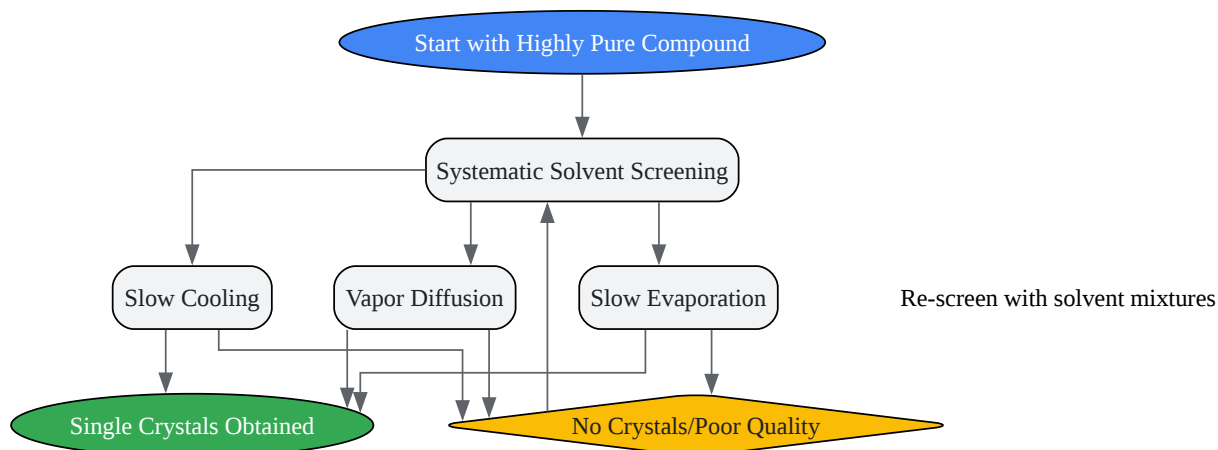 Start with Highly Pure Compound
Systematic Solvent Screening
Slow Cooling
Vapor Diffusion
Slow Evaporation
Re-screen with solvent mixtures
Single Crystals Obtained
No Crystals/Poor Quality